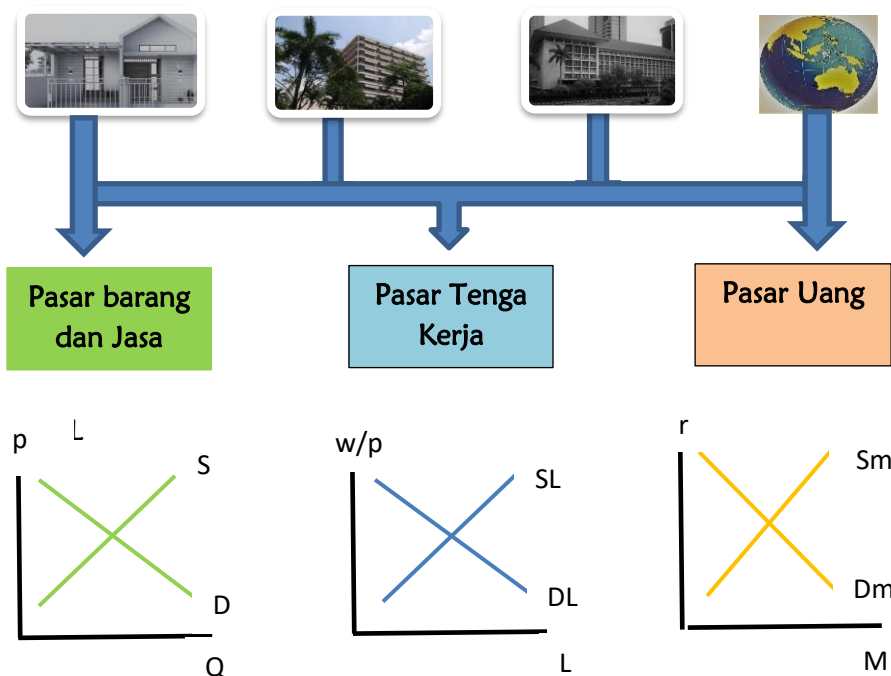 Pasar barang
dan Jasa
Pasar Tenga
Kerja
Pasar Uang
p
L
S
D
Q
w/p
SL
DL
L
r
Sm
Dm
M